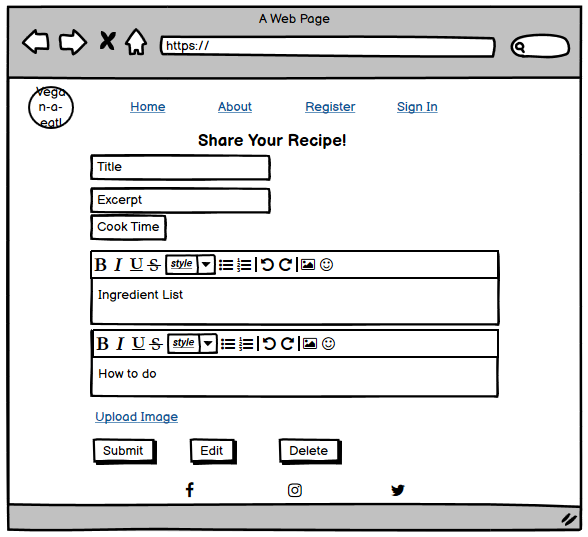 A Web Page
https://
Vega
n-a-
eat!
Home About Register Sign In
Share Your Recipe!
Title
Excerpt
Cook Time
B I U S style
Ingredient List
B I U S style
How to do
Upload Image
Submit Edit Delete